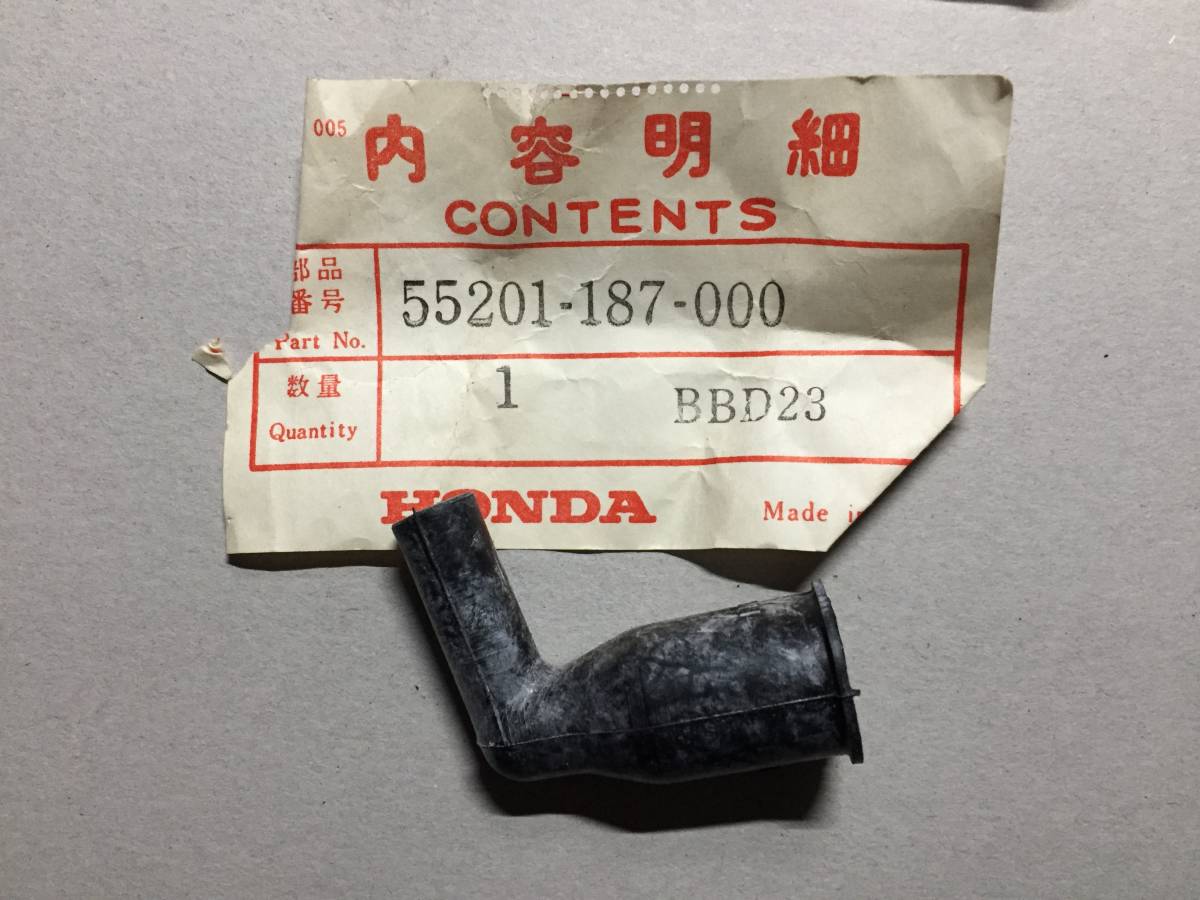 005
内容明細
CONTENTS
部品
番号
Part No.
55201-187-000
数量
Quantity
1
BBD23
HONDA
Made